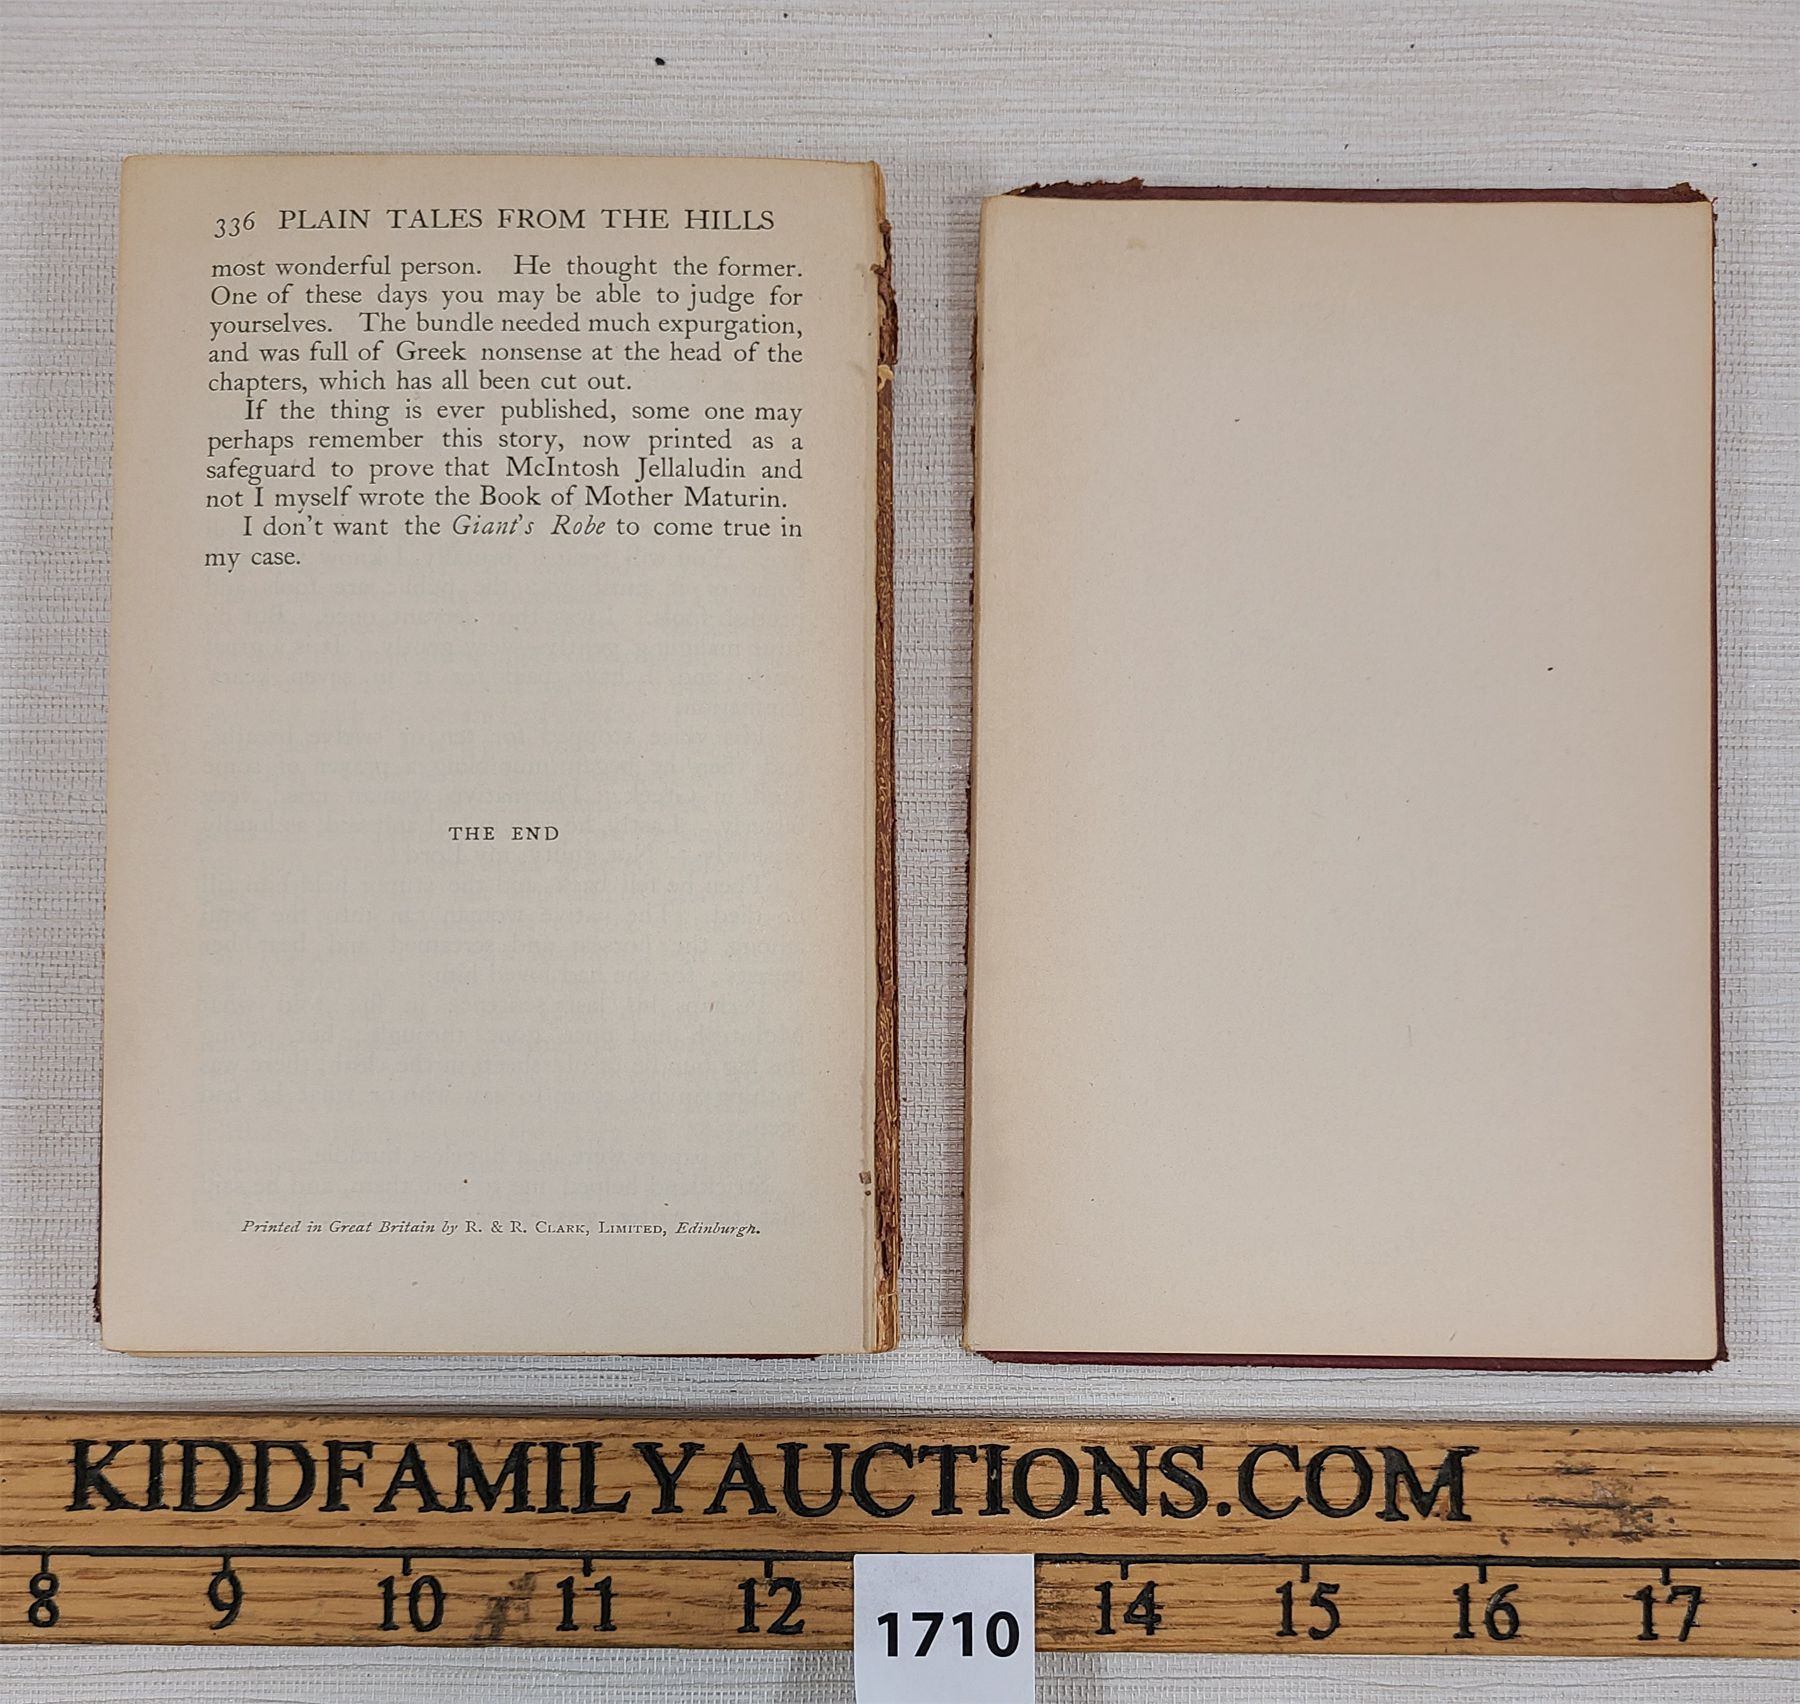 336 PLAIN TALES FROM THE HILLS
most wonderful person. He thought the former.
One of these days you may be able to judge for
yourselves. The bundle needed much expurgation,
and was full of Greek nonsense at the head of the
chapters, which has all been cut out.
If the thing is ever published, some one may
perhaps remember this story, now printed as a
safeguard to prove that McIntosh Jellaludin and
not I myself wrote the Book of Mother Maturin.
I don't want the Giant's Robe to come true in
my case.
THE END
Printed in Great Britain by R. & R. CLARK, LIMITED, Edinburgh.
KIDDFAMILYAUCTIONS.COM
8 9 10 11 12 14 15 16 17
1710